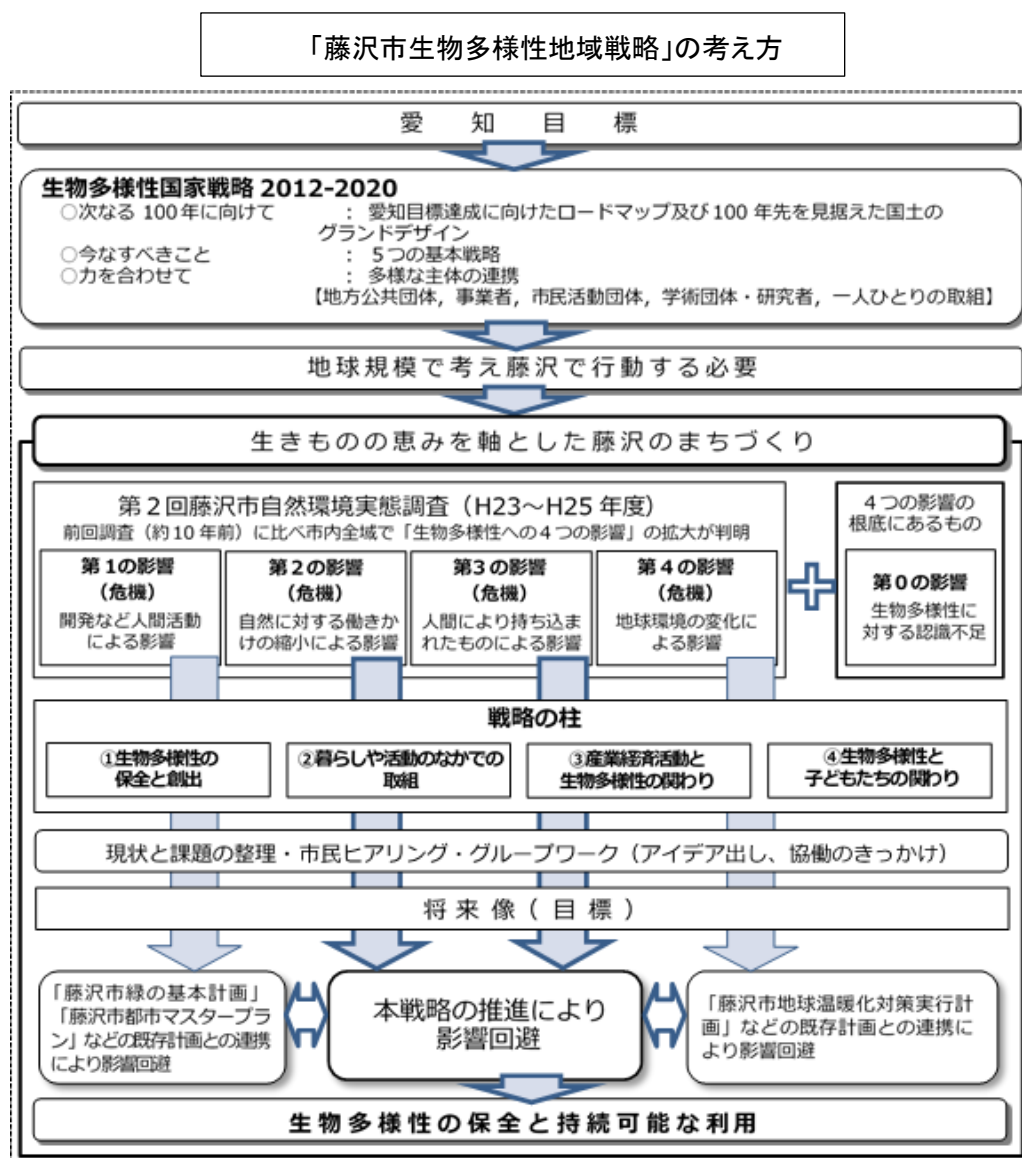 「藤沢市生物多様性地域戦略」の考え方
愛知目標
生物多様性国家戦略 2012-2020
○次なる 100年に向けて ： 愛知目標達成に向けたロードマップ及び 100 年先を見据えた国土の
グランドデザイン
○今なすべきこと ： ５つの基本戦略
○力を合わせて ： 多様な主体の連携
【地方公共団体，事業者，市民活動団体，学術団体・研究者，一人ひとりの取組】
地球規模で考え藤沢で行動する必要
生きものの恵みを軸とした藤沢のまちづくり
第２回藤沢市自然環境実態調査（H23～H25 年度）
前回調査（約10 年前）に比べ市内全域で「生物多様性への４つの影響」の拡大が判明
第１の影響
(危機)
開発など人間活動
による影響
第２の影響
(危機)
自然に対する働きか
けの縮小による影響
第３の影響
(危機)
人間により持ち込ま
れたものによる影響
第４の影響
(危機)
地球環境の変化に
よる影響
４つの影響の
根底にあるもの
第０の影響
生物多様性に
対する認識不足
戦略の柱
①生物多様性の
保全と創出
②暮らしや活動のなかでの
取組
③産業経済活動と
生物多様性の関わり
④生物多様性と
子どもたちの関わり
現状と課題の整理・市民ヒアリング・グループワーク（アイデア出し、協働のきっかけ）
将来像（目標）
「藤沢市緑の基本計画」
「藤沢市都市マスタープラ
ン」などの既存計画との連携
により影響回避
本戦略の推進により
影響回避
「藤沢市地球温暖化対策実行計
画」などの既存計画との連携に
より影響回避
生物多様性の保全と持続可能な利用